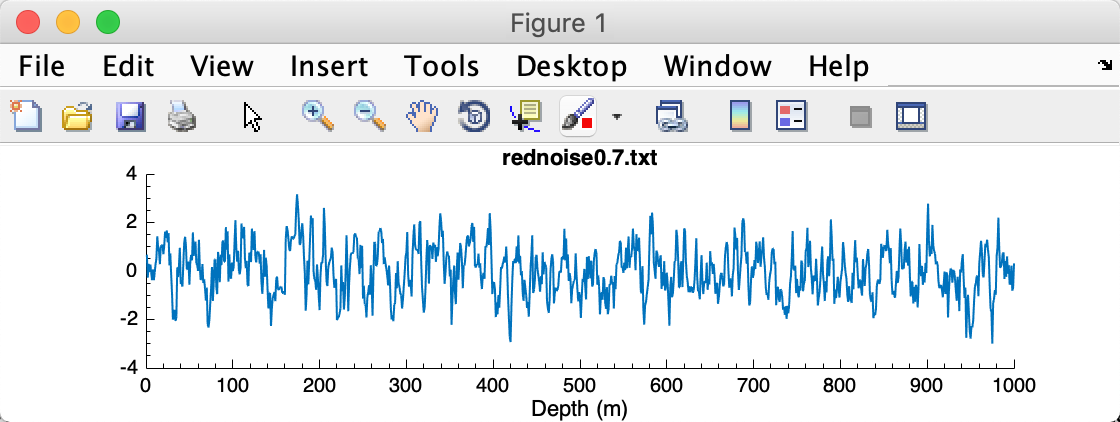 Figure 1
File Edit View Insert Tools Desktop Window Help
rednoise0.7.txt
4
2
0
-2
-4
0 100 200 300 400 500 600 700 800 900 1000
Depth (m)